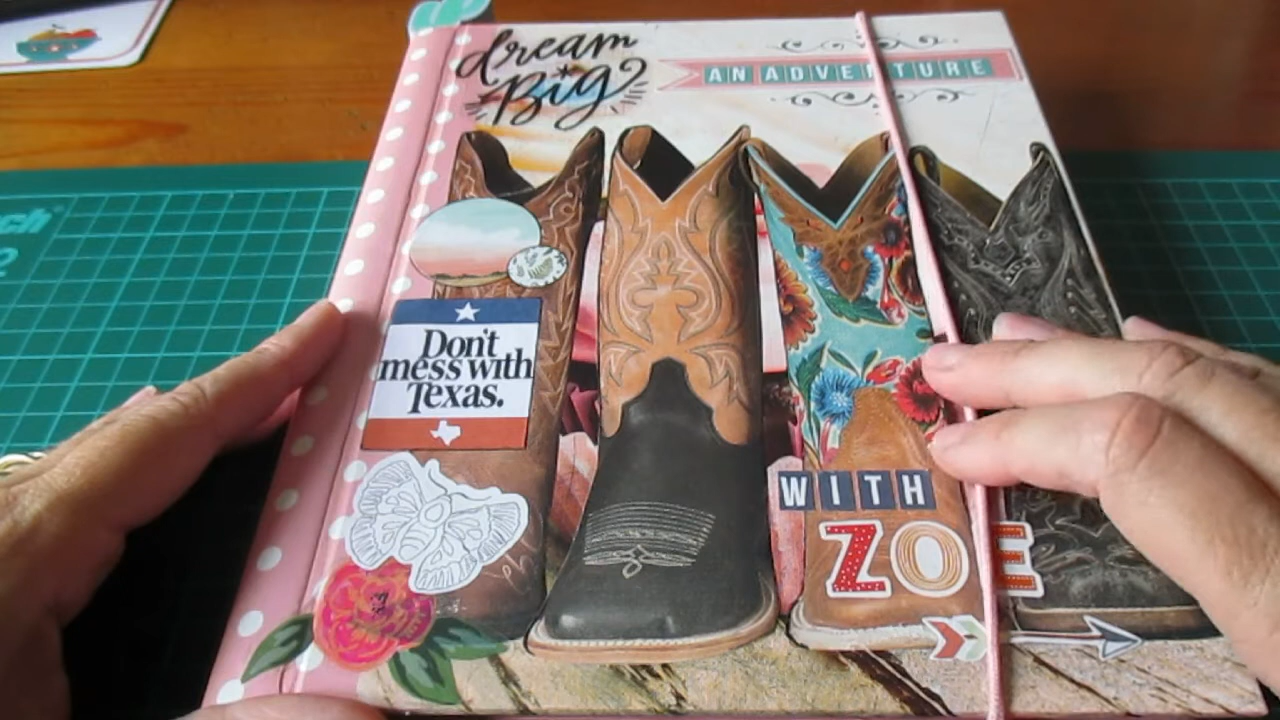 dream
Big
AN ADVENTURE
Don't
mess with
Texas.
WITH
ZOE